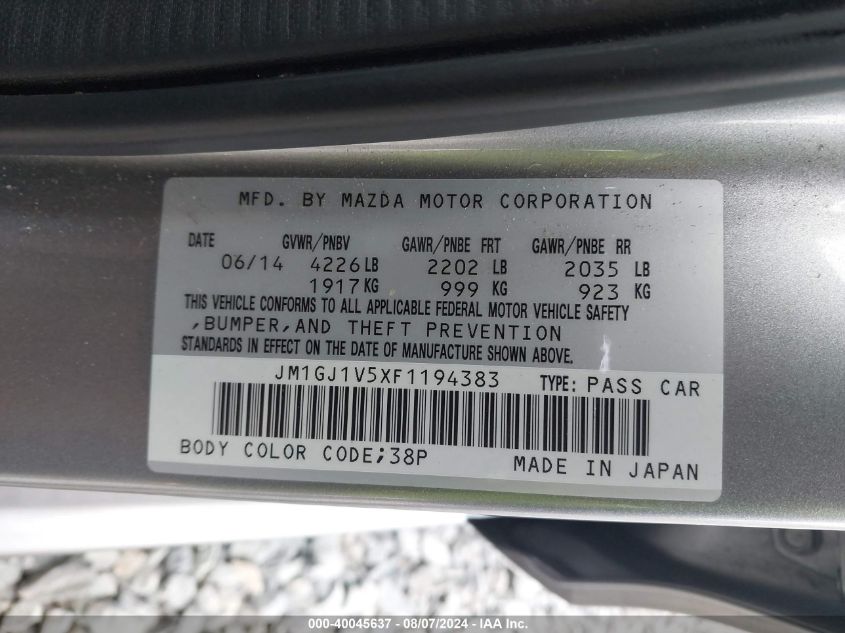 MFD. BY MAZDA MOTOR CORPORATION
DATE GVWR/PNBV GAWR/PNBE FRT GAWR/PNBE RR
06/14 4226 LB 2202 LB 2035 LB
1917 KG 999 KG 923 KG
THIS VEHICLE CONFORMS TO ALL APPLICABLE FEDERAL MOTOR VEHICLE SAFETY
,BUMPER,AND THEFT PREVENTION
STANDARDS IN EFFECT ON THE DATE OF MANUFACTURE SHOWN ABOVE.
JM1GJ1V5XF1194383 TYPE: PASS CAR
BODY COLOR CODE;38P MADE IN JAPAN
000-40045637 - 08/07/2024 - IAA Inc.